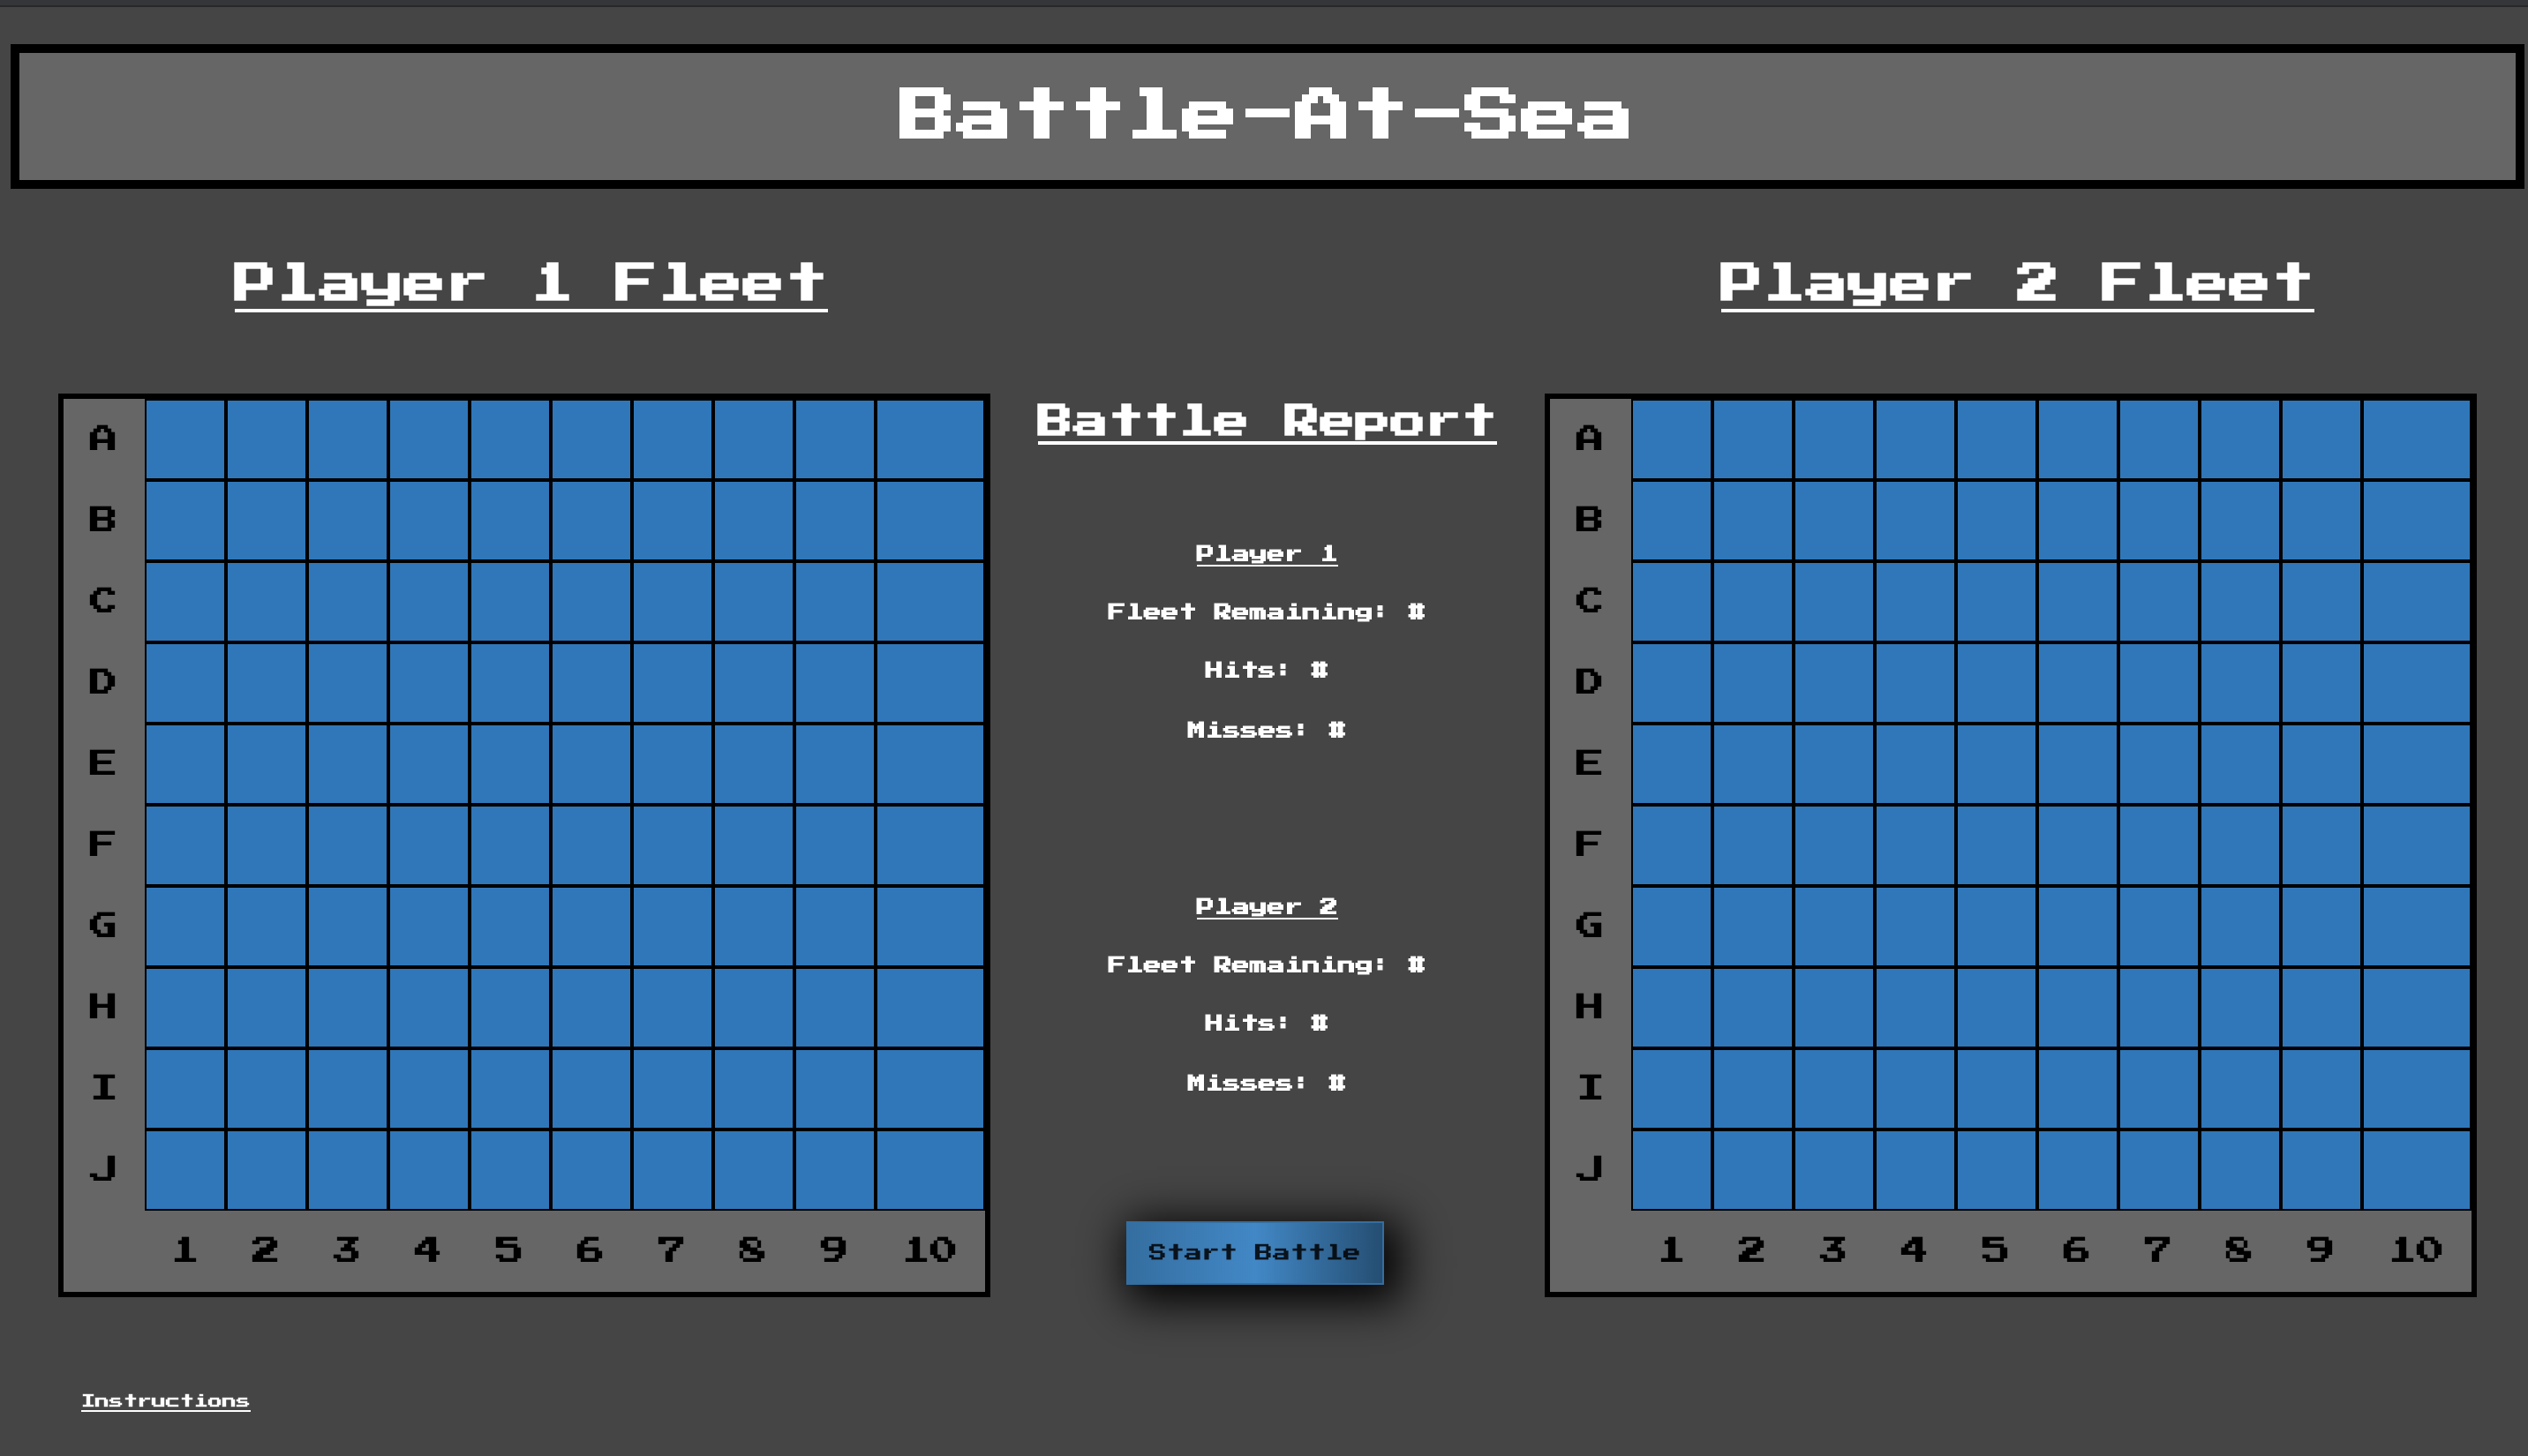 Battle-At-Sea
Player 1 Fleet
A
B
C
D
E
F
G
H
I
J
1 2 3 4 5 6 7 8 9 10
Battle Report
Player 1
Fleet Remaining: #
Hits: #
Misses: #
Player 2
Fleet Remaining: #
Hits: #
Misses: #
Start Battle
Player 2 Fleet
A
B
C
D
E
F
G
H
I
J
1 2 3 4 5 6 7 8 9 10
Instructions